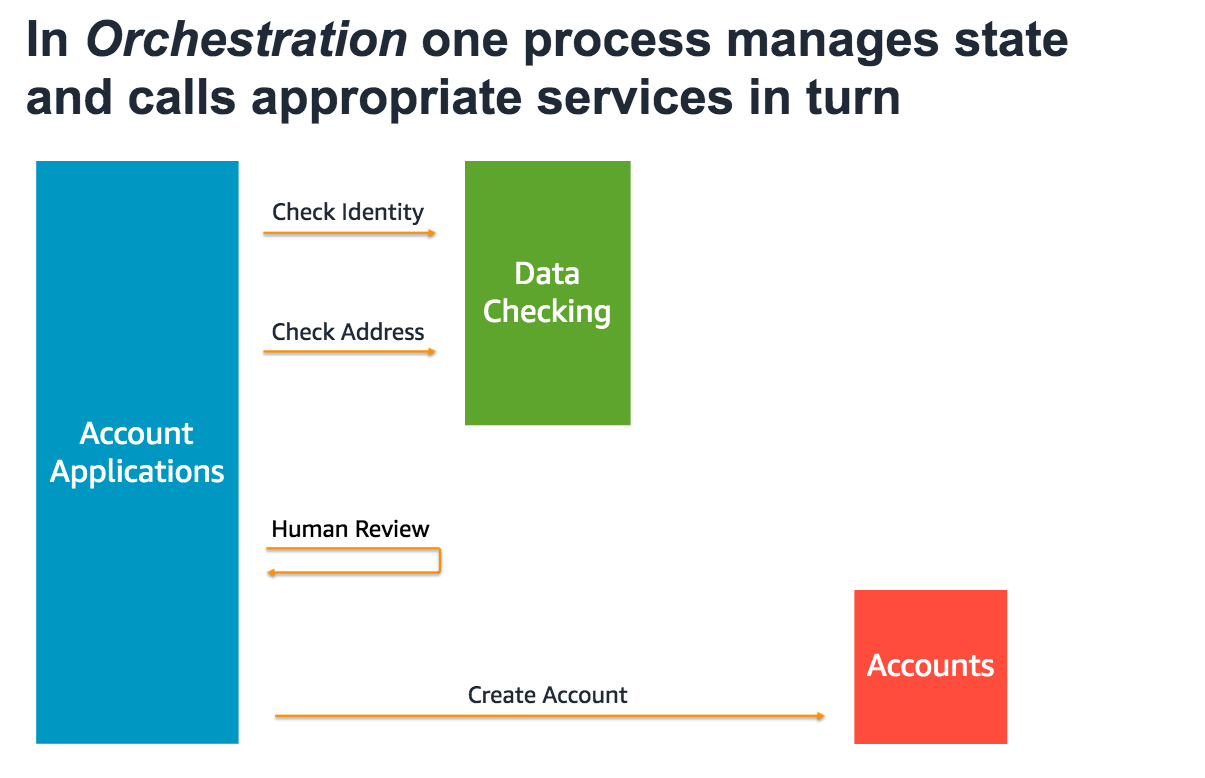 In Orchestration one process manages state
and calls appropriate services in turn
Check Identity
Data
Checking
Check Address
Account
Applications
Human Review
Accounts
Create Account